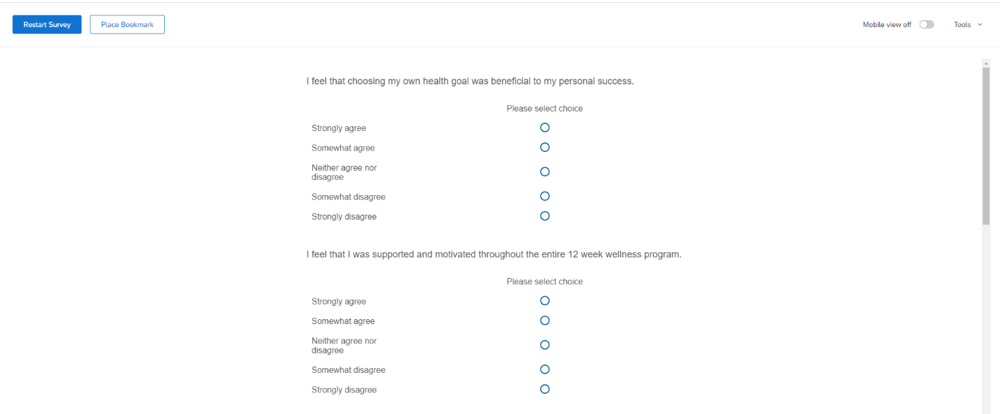 Restart Survey
Place Bookmark
Mobile view off
Tools
I feel that choosing my own health goal was beneficial to my personal success.
Please select choice
Strongly agree
Somewhat agree
Neither agree nor
disagree
Somewhat disagree
Strongly disagree
I feel that I was supported and motivated throughout the entire 12 week wellness program.
Please select choice
Strongly agree
Somewhat agree
Neither agree nor
disagree
Somewhat disagree
Strongly disagree